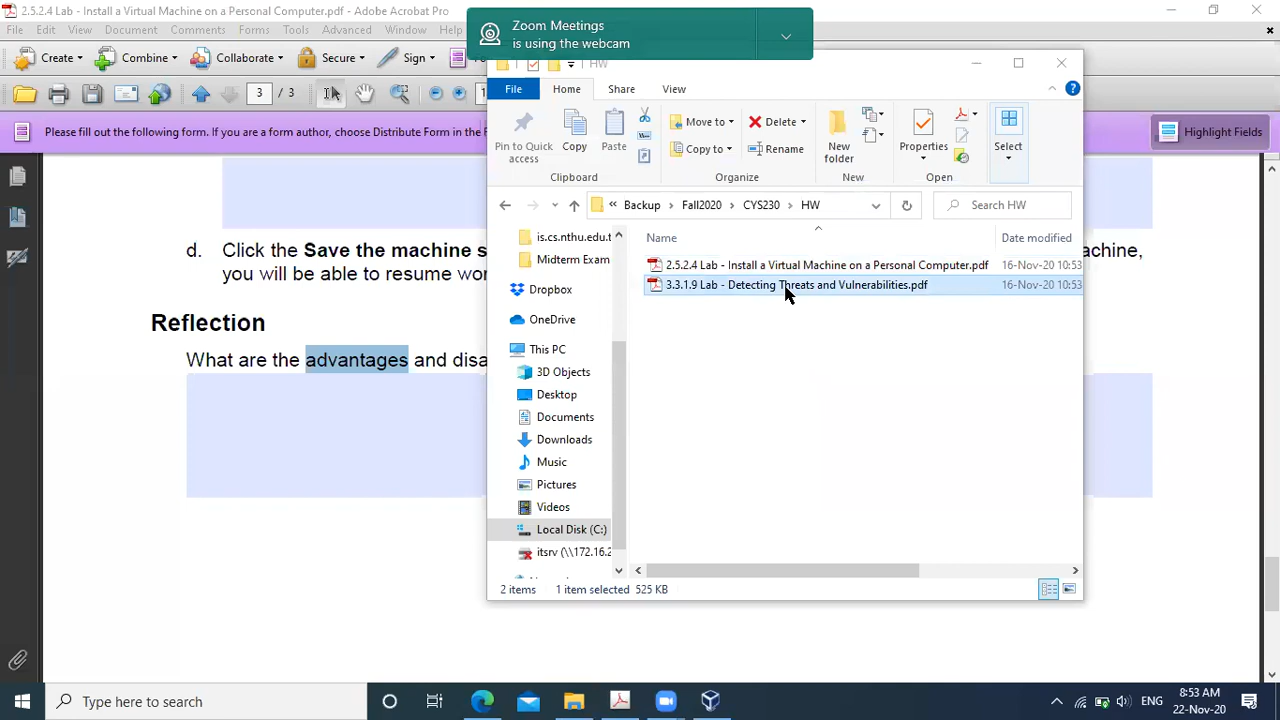 2.5.2.4 Lab - Install a Virtual Machine on a Personal Computer.pdf - Adobe Acrobat Pro
Zoom Meetings
is using the webcam
File Edit View Window
Document Comments Forms Tools Advanced Window Help
Create Combine Collaborate Secure Sign
HW
File Home Share View
3 / 3
Please fill out the following form. If you are a form author, choose Distribute Form in the F
Highlight Fields
Pin to Quick access
Copy
Paste
Move to
Copy to
Delete
Rename
New folder
Properties
Select
Clipboard Organize New Open
« Backup > Fall2020 > CYS230 > HW
Search HW
Name Date modified
is.cs.nthu.edu.t
Midterm Exam
Dropbox
OneDrive
This PC
3D Objects
Desktop
Documents
Downloads
Music
Pictures
Videos
Local Disk (C:)
itsrv (\\172.16.2
2.5.2.4 Lab - Install a Virtual Machine on a Personal Computer.pdf 16-Nov-20 10:53
3.3.1.9 Lab - Detecting Threats and Vulnerabilities.pdf 16-Nov-20 10:53
2 items 1 item selected 525 KB
d. Click the Save the machine s
achine,
you will be able to resume wor
Reflection
What are the advantages and disa
Type here to search
ENG
8:53 AM
22-Nov-20